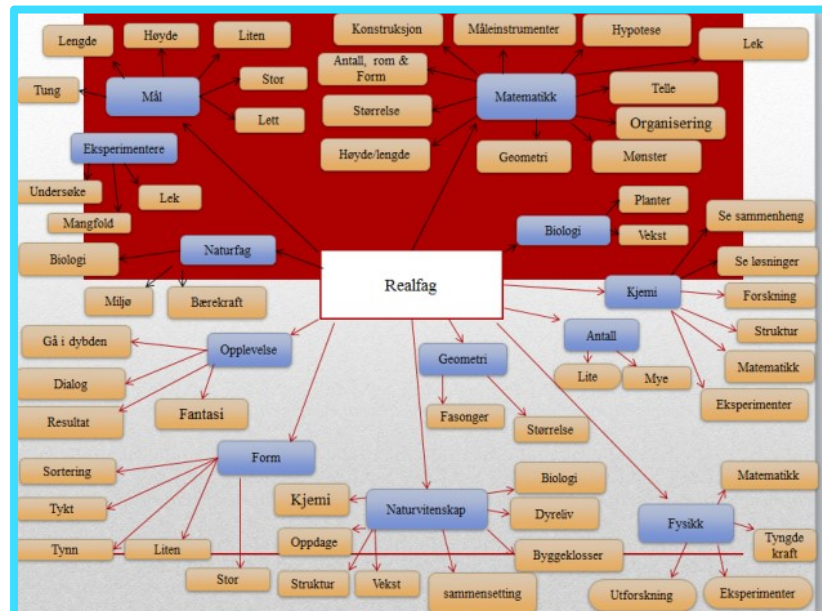 Lengde
Høyde
Liten
Tung
Mål
Stor
Lett
Konstruksjon
Måleinstrumenter
Hypotese
Lek
Antall, rom &
Form
Matematikk
Telle
Størrelse
Organisering
Høyde/lengde
Geometri
Mønster
Eksperimentere
Undersøke
Lek
Mangfold
Biologi
Planter
Vekst
Naturfag
Biologi
Miljø
Bærekraft
Realfag
Kjemi
Se sammenheng
Se løsninger
Forskning
Struktur
Matematikk
Eksperimenter
Antall
Lite
Mye
Opplevelse
Gå i dybden
Dialog
Resultat
Fantasi
Geometri
Fasonger
Størrelse
Form
Sortering
Tykt
Tynn
Liten
Stor
Naturvitenskap
Kjemi
Oppdage
Struktur
Vekst
sammensetting
Biologi
Dyreliv
Byggeklosser
Fysikk
Matematikk
Tyngde
kraft
Utforskning
Eksperimenter